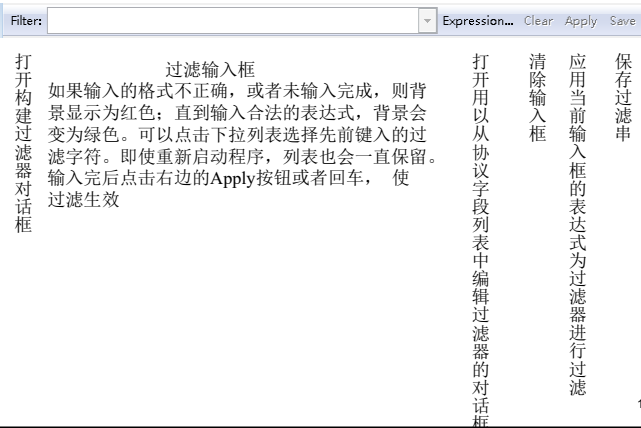 Filter: Expression... Clear Apply Save
打开构建过滤器对话框
过滤输入框
如果输入的格式不正确，或者未输入完成，则背
景显示为红色；直到输入合法的表达式，背景会
变为绿色。可以点击下拉列表选择先前键入的过
滤字符。即使重新启动程序，列表也会一直保留。
输入完后点击右边的Apply按钮或者回车， 使
过滤生效
打开用以从协议字段列表中编辑过滤器的对话框
清除输入框
应用当前输入框的表达式为过滤器进行过滤
保存过滤串